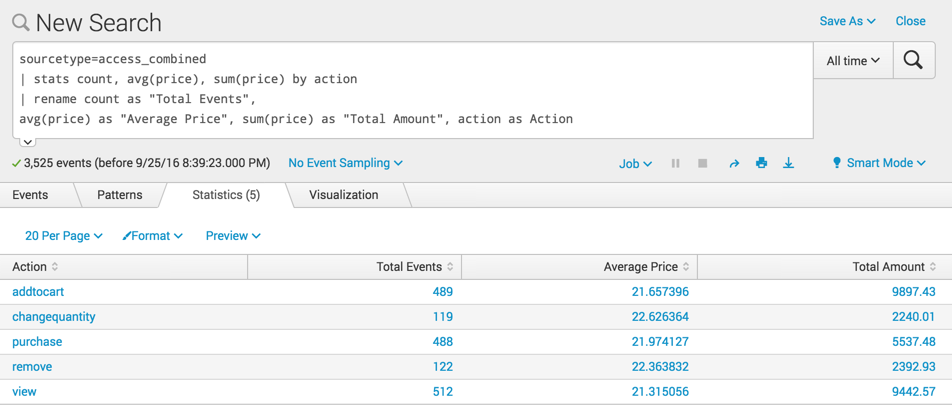 New Search
Save As Close
sourcetype=access_combined
| stats count, avg(price), sum(price) by action
| rename count as "Total Events",
avg(price) as "Average Price", sum(price) as "Total Amount", action as Action
All time
3,525 events (before 9/25/16 8:39:23.000 PM) No Event Sampling Job Smart Mode
Events Patterns Statistics (5) Visualization
20 Per Page Format Preview
Action Total Events Average Price Total Amount
addtocart 489 21.657396 9897.43
changequantity 119 22.626364 2240.01
purchase 488 21.974127 5537.48
remove 122 22.363832 2392.93
view 512 21.315056 9442.57